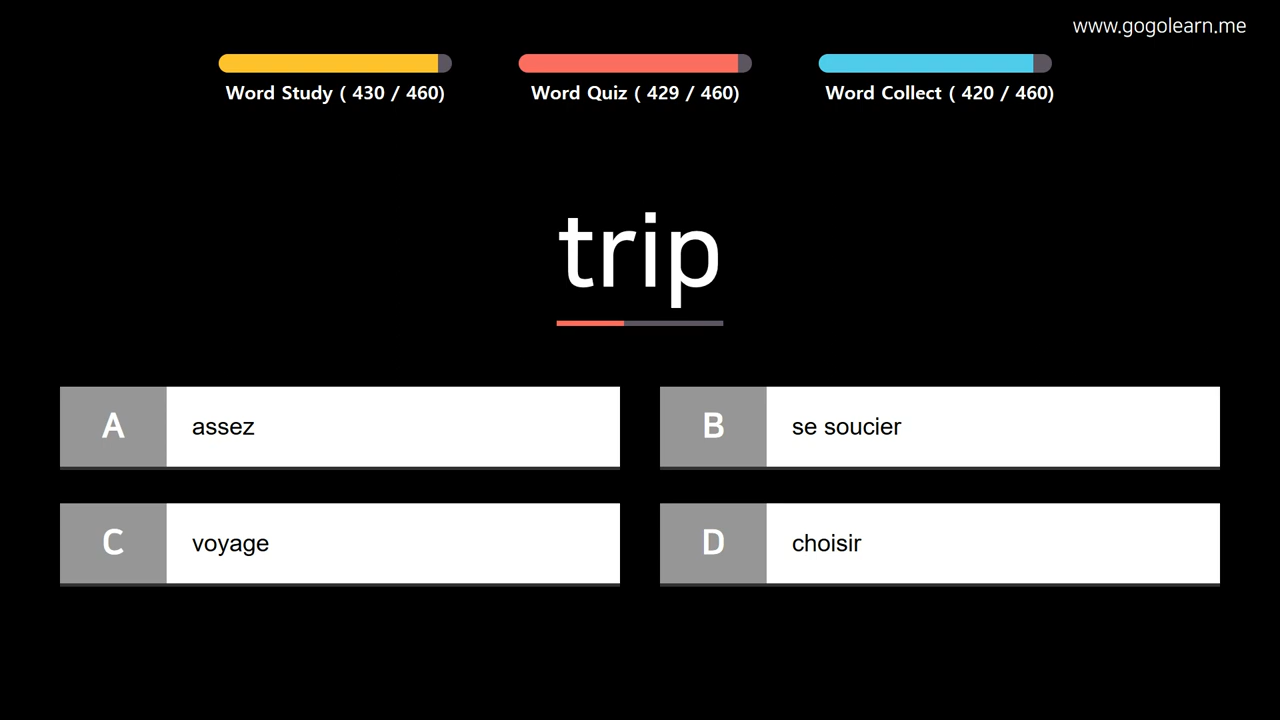 www.gogolearn.me
Word Study ( 430 / 460)
Word Quiz ( 429 / 460)
Word Collect ( 420 / 460)
trip
A assez
B se soucier
C voyage
D choisir